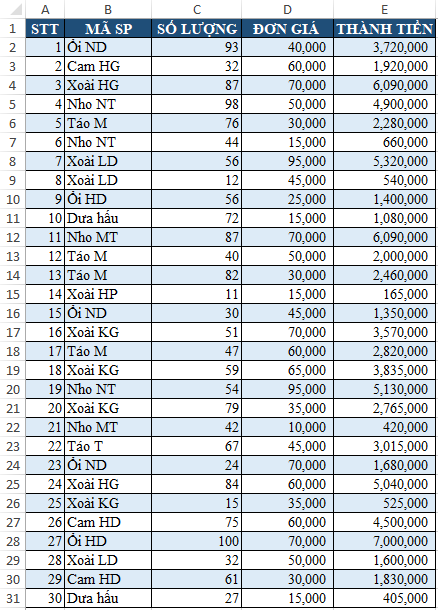 A B C D E
1 STT MÃ SP SỐ LƯỢNG ĐƠN GIÁ THÀNH TIỀN
2 1 Ổi ND 93 40,000 3,720,000
3 2 Cam HG 32 60,000 1,920,000
4 3 Xoài HG 87 70,000 6,090,000
5 4 Nho NT 98 50,000 4,900,000
6 5 Táo M 76 30,000 2,280,000
7 6 Nho NT 44 15,000 660,000
8 7 Xoài LD 56 95,000 5,320,000
9 8 Xoài LD 12 45,000 540,000
10 9 Ổi HD 56 25,000 1,400,000
11 10 Dưa hấu 72 15,000 1,080,000
12 11 Nho MT 87 70,000 6,090,000
13 12 Táo M 40 50,000 2,000,000
14 13 Táo M 82 30,000 2,460,000
15 14 Xoài HP 11 15,000 165,000
16 15 Ổi ND 30 45,000 1,350,000
17 16 Xoài KG 51 70,000 3,570,000
18 17 Táo M 47 60,000 2,820,000
19 18 Xoài KG 59 65,000 3,835,000
20 19 Nho NT 54 95,000 5,130,000
21 20 Xoài KG 79 35,000 2,765,000
22 21 Nho MT 42 10,000 420,000
23 22 Táo T 67 45,000 3,015,000
24 23 Ổi ND 24 70,000 1,680,000
25 24 Xoài HG 84 60,000 5,040,000
26 25 Xoài KG 15 35,000 525,000
27 26 Cam HD 75 60,000 4,500,000
28 27 Ổi HD 100 70,000 7,000,000
29 28 Xoài LD 32 50,000 1,600,000
30 29 Cam HD 61 30,000 1,830,000
31 30 Dưa hấu 27 15,000 405,000